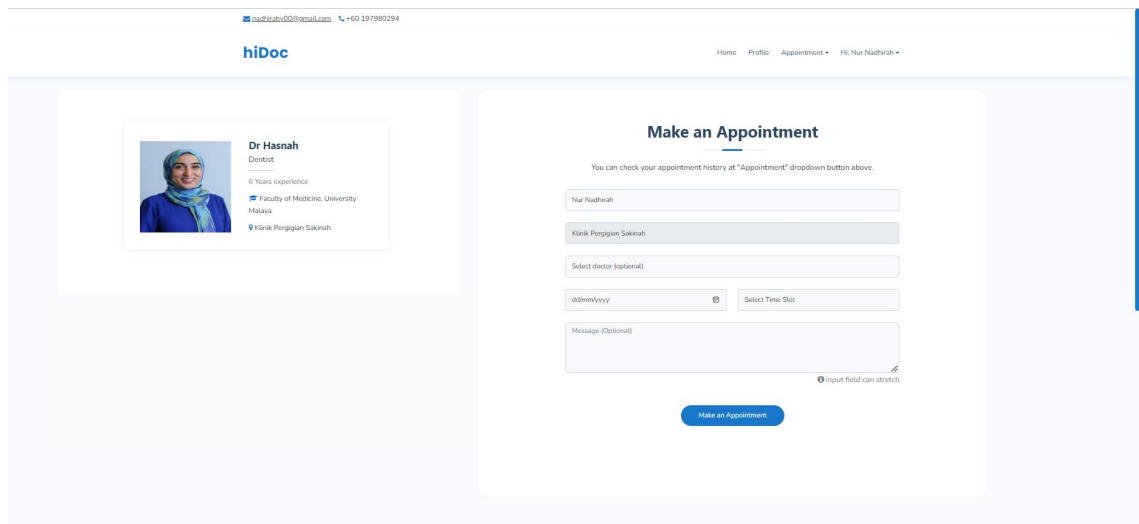 nadhirahy00@gmail.com +60 197980294
hiDoc
Home Profile Appointment Hi, Nur Nadhirah
Dr Hasnah
Dentist
6 Years experience
Faculty of Medicine, University
Malaya
Klinik Pergigian Sakinah
Make an Appointment
You can check your appointment history at "Appointment" dropdown button above.
Nur Nadhirah
Klinik Pergigian Sakinah
Select doctor (optional)
dd/mm/yyyy Select Time Slot
Message (Optional)
input field can stretch
Make an Appointment